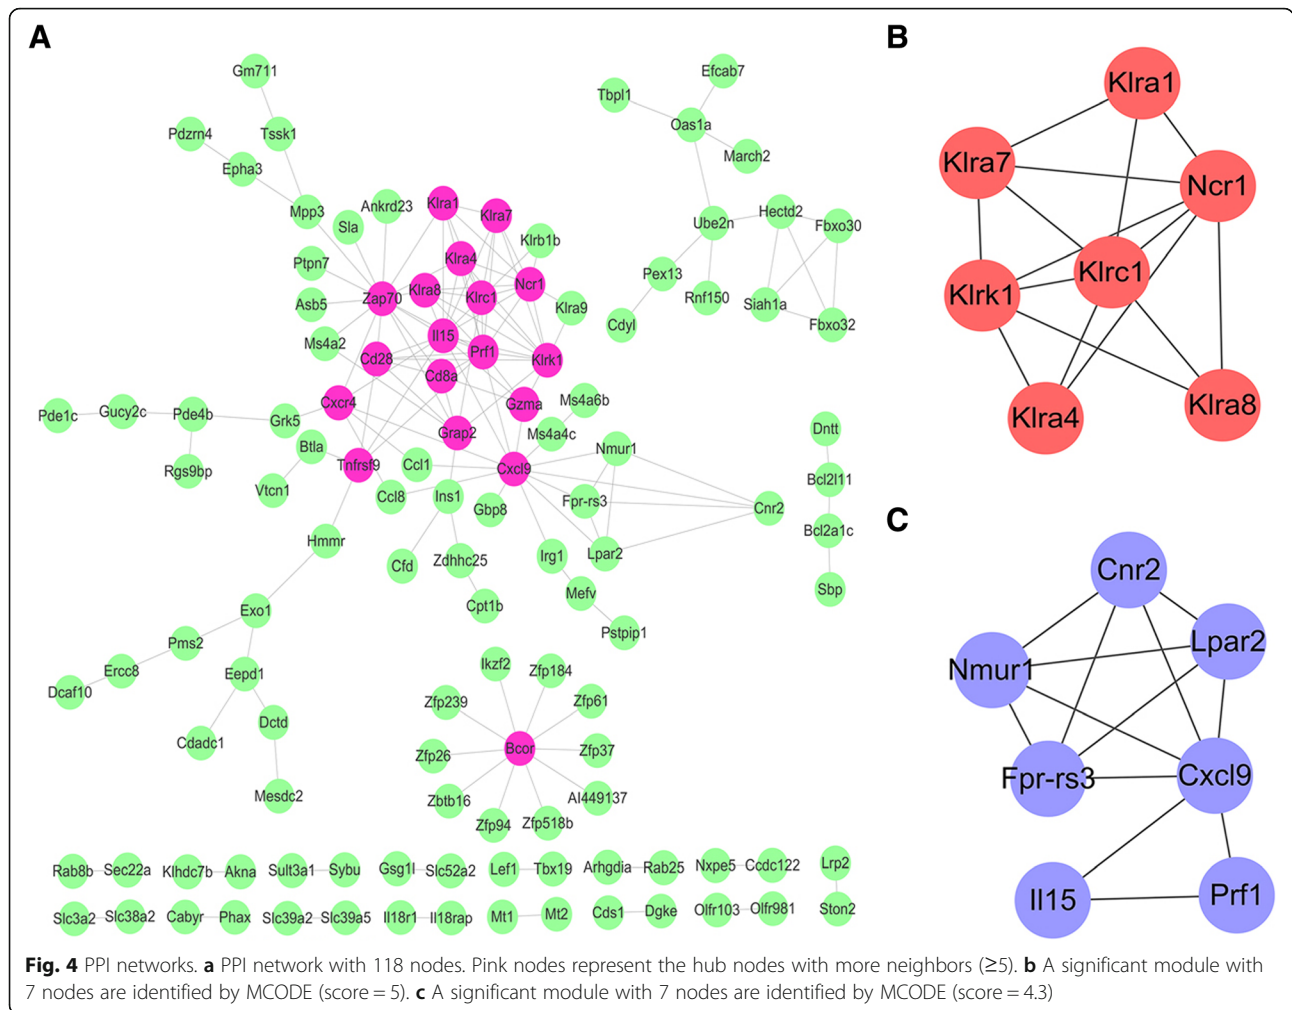 A
B
Gm711
Efcab7
Tbpl1
Klra1
Pdzrn4
Tssk1
Oas1a
March2
Epha3
Klra7
Ncr1
Mpp3
Ankrd23
Klra1
Klra7
Sla
Klrb1b
Ube2n
Hectd2
Fbxo30
Klra4
Ptpn7
Klra8
Klrc1
Ncr1
Zap70
Pex13
Rnf150
Siah1a
Klrc1
Klrk1
Asb5
Klra9
Cdyl
Fbxo32
Ms4a2
Il15
Prf1
Cd28
Klrk1
Cd8a
Klra4
Klra8
Pde1c
Gucy2c
Pde4b
Grk5
Cxcr4
Gzma
Ms4a6b
Grap2
Ms4a4c
Dntt
Btla
Nmur1
Rgs9bp
Tnfrsf9
Ccl1
Cxcl9
Bcl2l11
Vtcn1
Ccl8
Ins1
Gbp8
Fpr-rs3
Cnr2
C
Hmmr
Bcl2a1c
Cfd
Zdhhc25
Irg1
Lpar2
Cnr2
Mefv
Sbp
Exo1
Cpt1b
Pstpip1
Pms2
Lpar2
Nmur1
Ercc8
Eepd1
Ikzf2
Zfp184
Dcaf10
Zfp239
Zfp61
Dctd
Cdadc1
Zfp26
Bcor
Zfp37
Fpr-rs3
Cxcl9
Mesdc2
Zbtb16
AI449137
Zfp94
Zfp518b
Rab8b Sec22a Klhdc7b Akna Sult3a1 Sybu Gsg1l Slc52a2 Lef1 Tbx19 Arhgdia Rab25 Nxpe5 Ccdc122 Lrp2
Il15
Prf1
Slc3a2 Slc38a2 Cabyr Phax Slc39a2 Slc39a5 Il18r1 Il18rap Mt1 Mt2 Cds1 Dgke Olfr103 Olfr981 Ston2
Fig. 4 PPI networks. a PPI network with 118 nodes. Pink nodes represent the hub nodes with more neighbors (≥5). b A significant module with
7 nodes are identified by MCODE (score = 5). c A significant module with 7 nodes are identified by MCODE (score = 4.3)